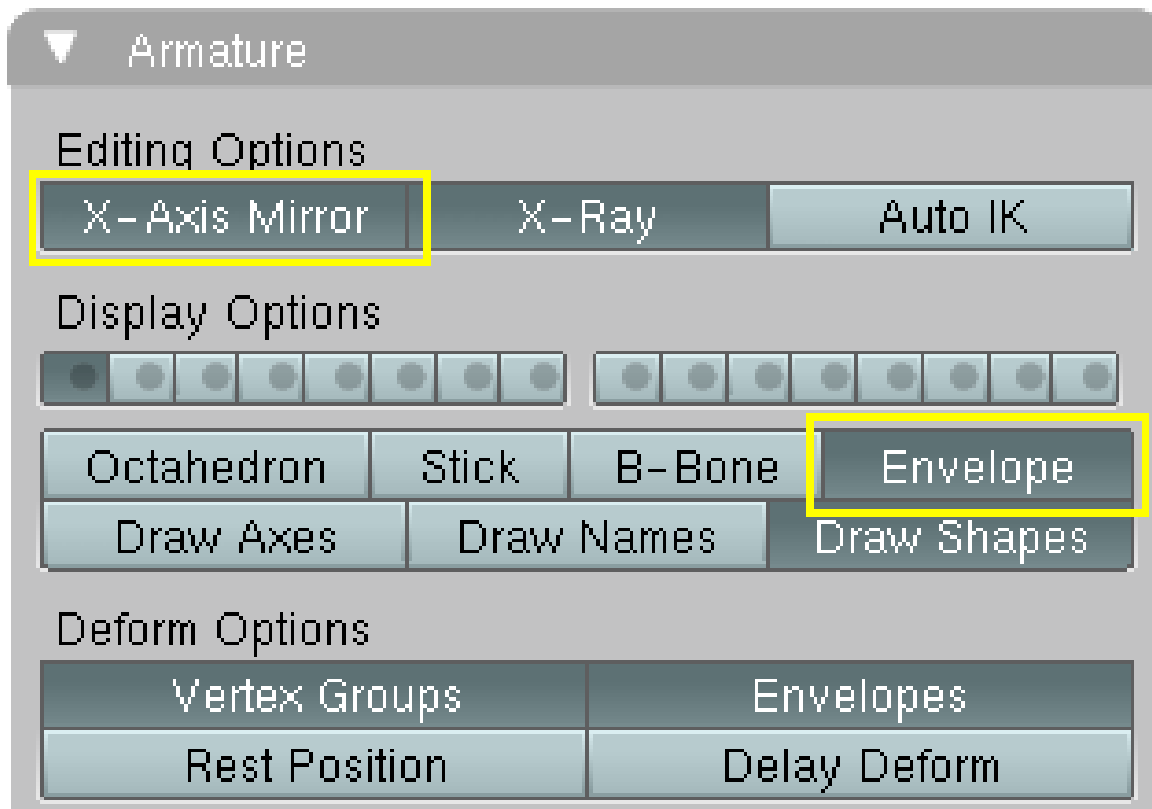 Armature
Editing Options
X-Axis Mirror X-Ray Auto IK
Display Options
Octahedron Stick B-Bone Envelope
Draw Axes Draw Names Draw Shapes
Deform Options
Vertex Groups Envelopes
Rest Position Delay Deform